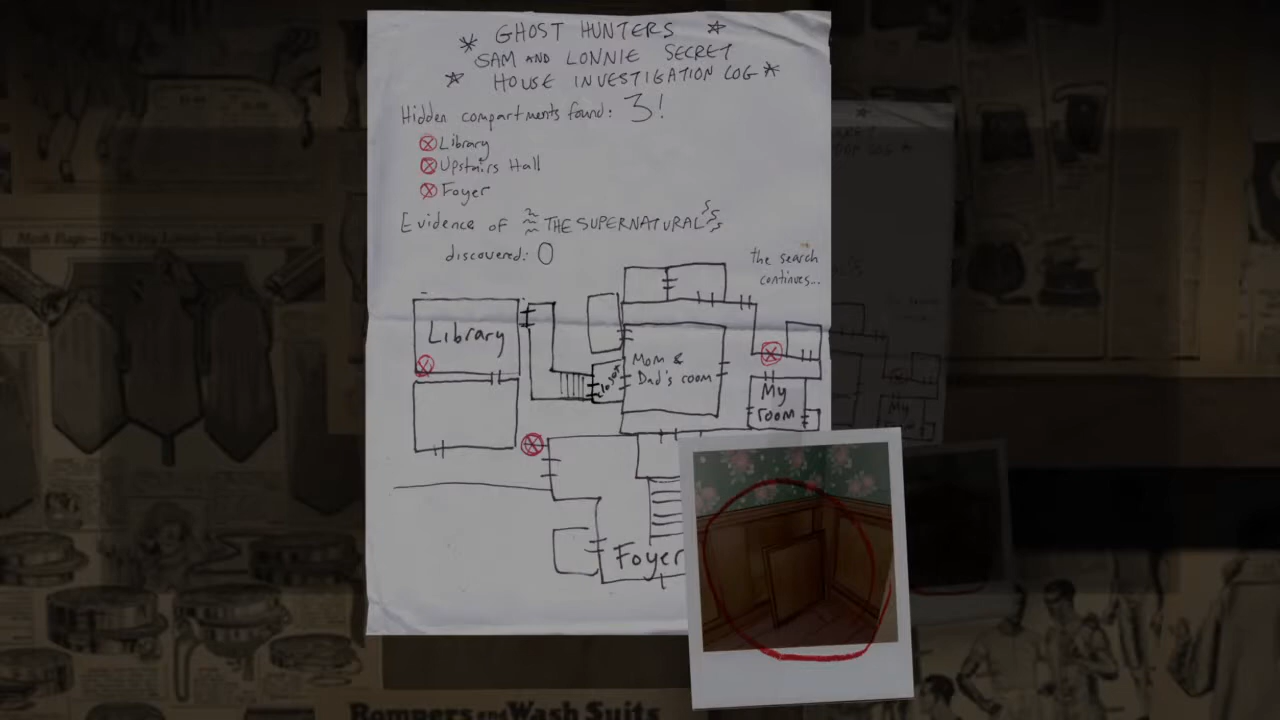 GHOST HUNTERS
SAM AND LONNIE SECRET
HOUSE INVESTIGATION LOG
Hidden compartments found: 3!
Library
Upstairs Hall
Foyer
Evidence of THE SUPERNATURAL
discovered: 0
the search
continues...
Library
Mom &
Dad's room
closet
My
room
Foyer
Rompers and Wash Suits